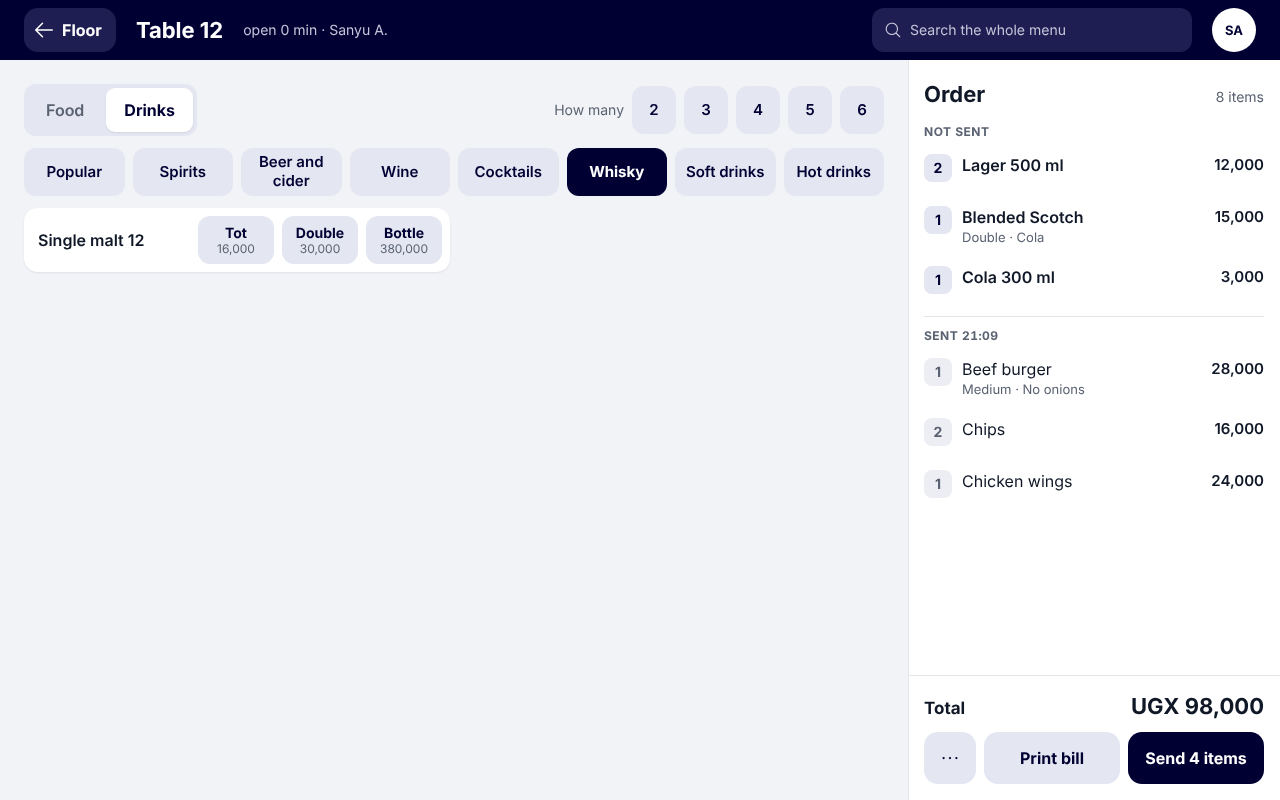 Floor
Table 12
open 0 min · Sanyu A.
Search the whole menu
SA
Food
Drinks
How many
2
3
4
5
6
Popular
Spirits
Beer and
cider
Wine
Cocktails
Whisky
Soft drinks
Hot drinks
Single malt 12
Tot
16,000
Double
30,000
Bottle
380,000
Order
8 items
NOT SENT
2 Lager 500 ml 12,000
1 Blended Scotch 15,000
Double · Cola
1 Cola 300 ml 3,000
SENT 21:09
1 Beef burger 28,000
Medium · No onions
2 Chips 16,000
1 Chicken wings 24,000
Total UGX 98,000
···
Print bill
Send 4 items